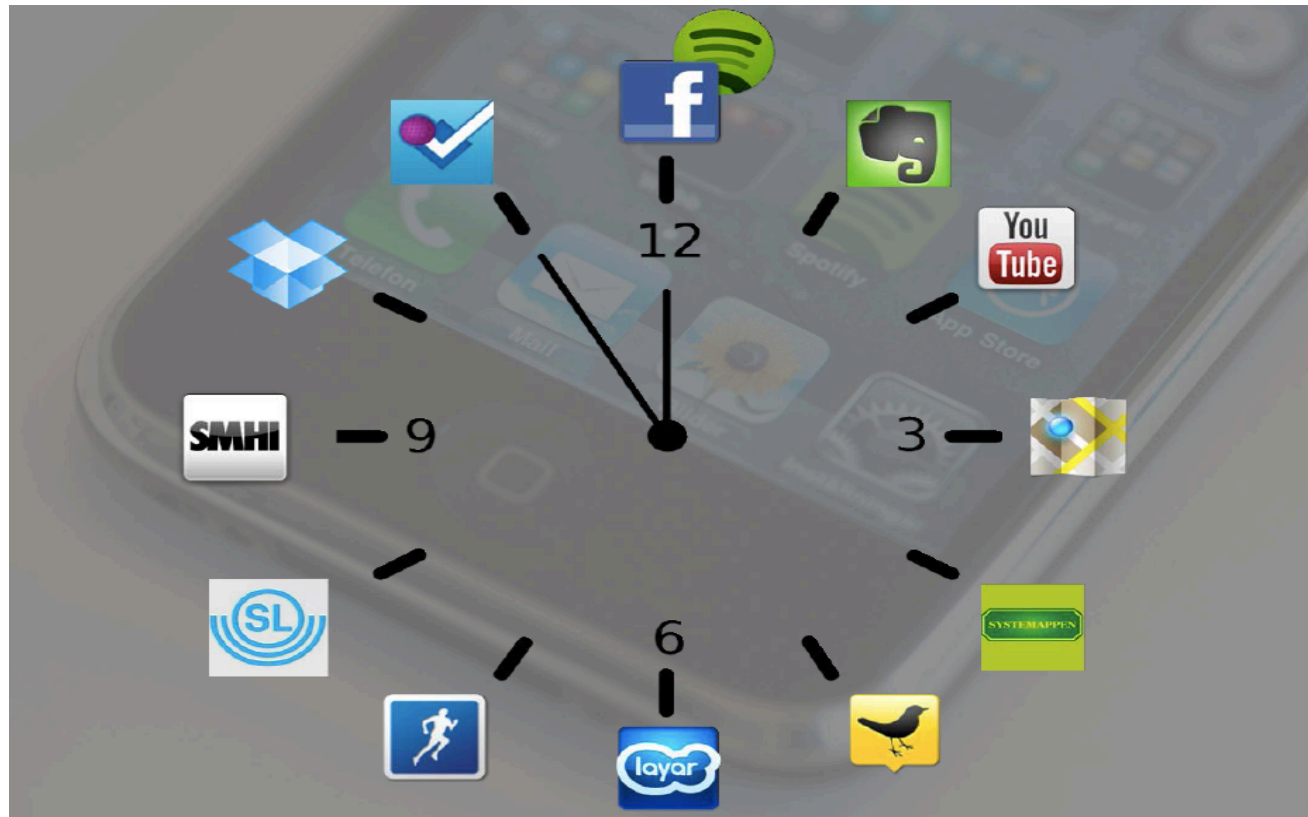 f
You
Tube
12
Telefon
Spotify
App Store
Mail
SMHI
9
3
SYSTEMAPPEN
SL
6
layar